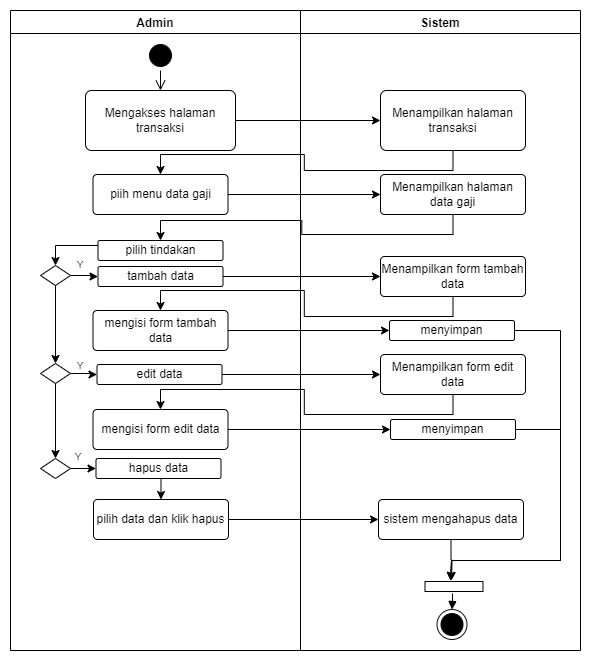 Admin
Sistem
Mengakses halaman
transaksi
Menampilkan halaman
transaksi
piih menu data gaji
Menampilkan halaman
data gaji
pilih tindakan
Y
tambah data
Menampilkan form tambah
data
mengisi form tambah
data
menyimpan
Y
edit data
Menampilkan form edit
data
mengisi form edit data
menyimpan
Y
hapus data
pilih data dan klik hapus
sistem mengahapus data